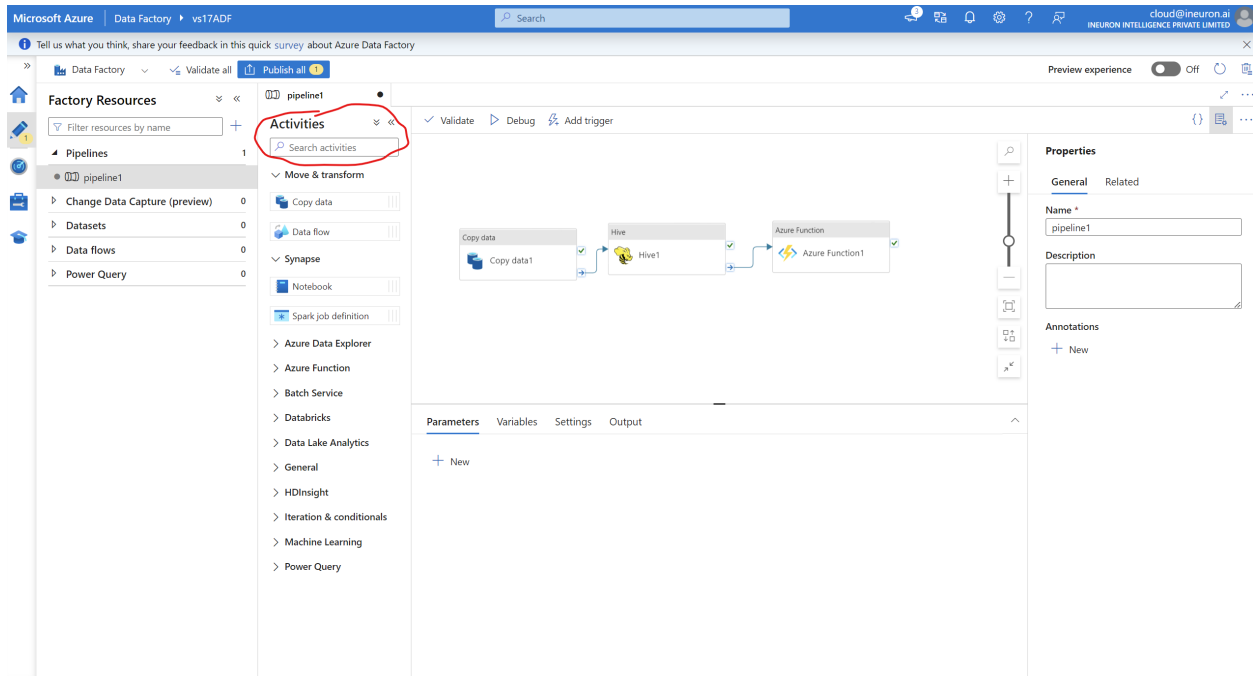 Microsoft Azure
Data Factory
vs17ADF
Search
3
?
cloud@ineuron.ai
INEURON INTELLIGENCE PRIVATE LIMITED
Tell us what you think, share your feedback in this quick survey about Azure Data Factory
Data Factory
Validate all
Publish all 1
Preview experience
Off
1
Factory Resources
Filter resources by name
Pipelines 1
pipeline1
Change Data Capture (preview) 0
Datasets 0
Data flows 0
Power Query 0
pipeline1
Activities
Search activities
Move & transform
Copy data
Data flow
Synapse
Notebook
Spark job definition
Azure Data Explorer
Azure Function
Batch Service
Databricks
Data Lake Analytics
General
HDInsight
Iteration & conditionals
Machine Learning
Power Query
Validate
Debug
Add trigger
Copy data
Copy data1
Hive
Hive1
Azure Function
Azure Function1
Parameters
Variables
Settings
Output
New
Properties
General
Related
Name *
pipeline1
Description
Annotations
New